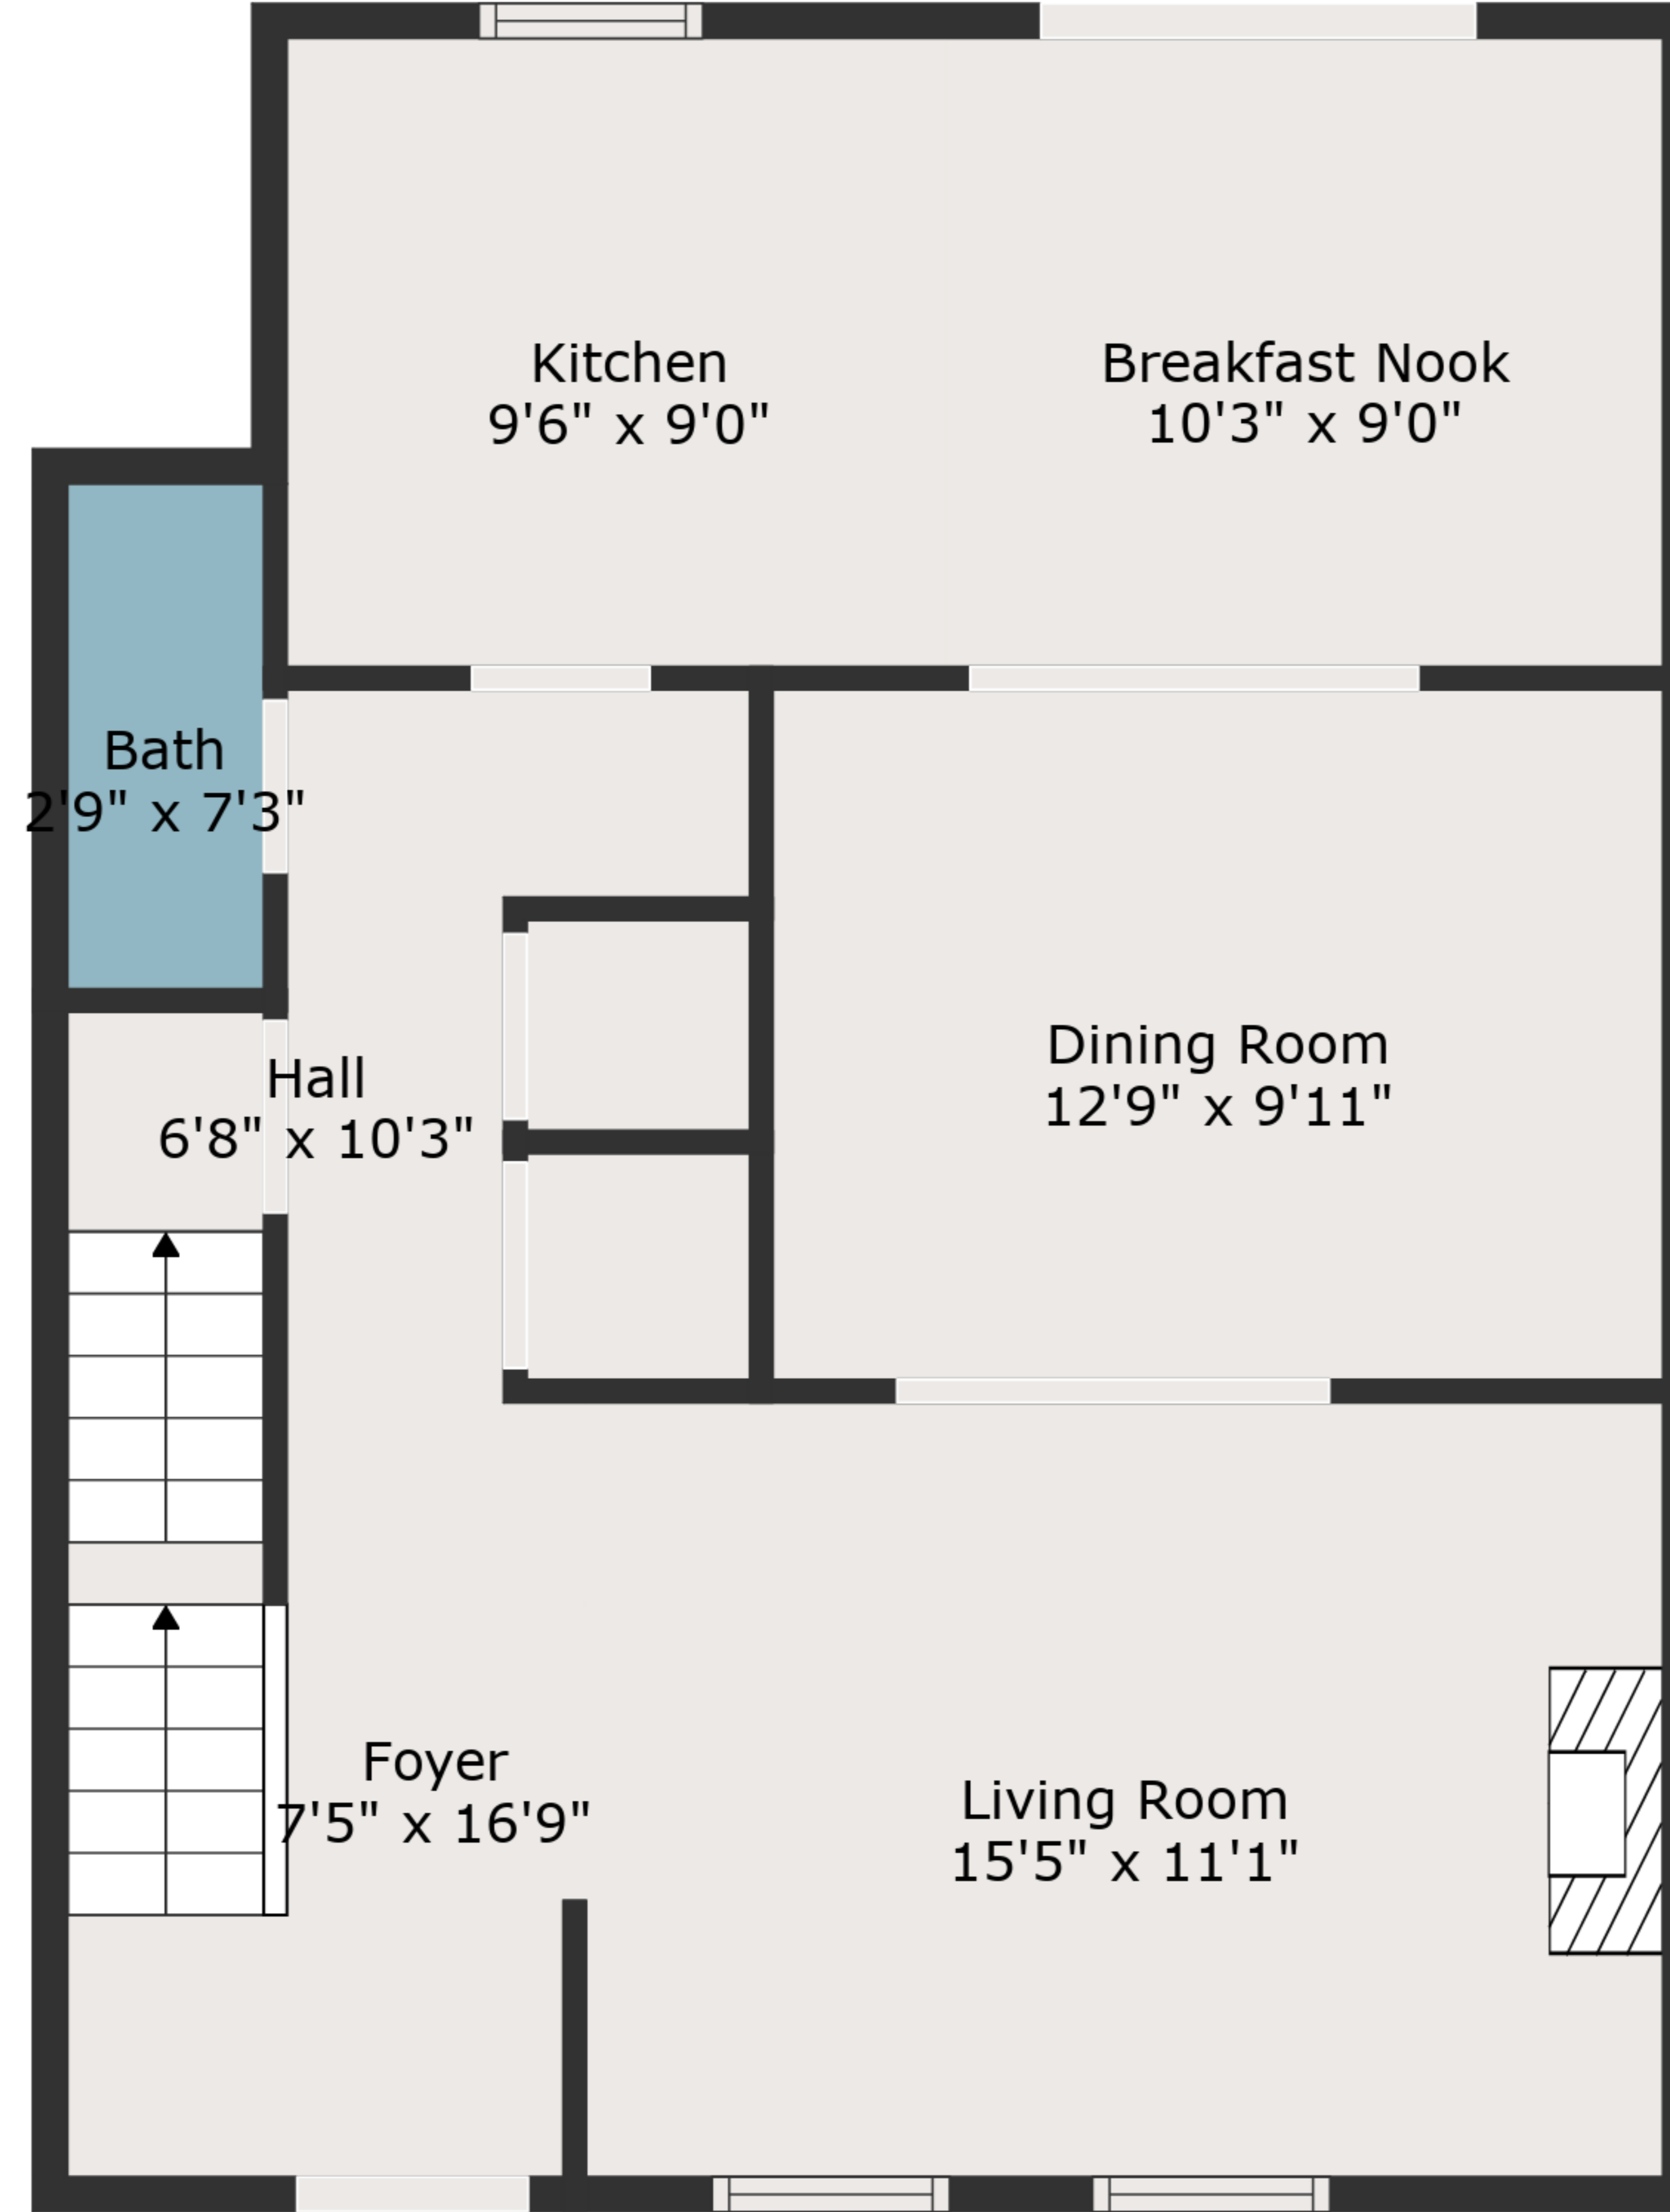 Kitchen
9'6" x 9'0"
Breakfast Nook
10'3" x 9'0"
Bath
2'9" x 7'3"
Hall
6'8" x 10'3"
Dining Room
12'9" x 9'11"
Foyer
7'5" x 16'9"
Living Room
15'5" x 11'1"